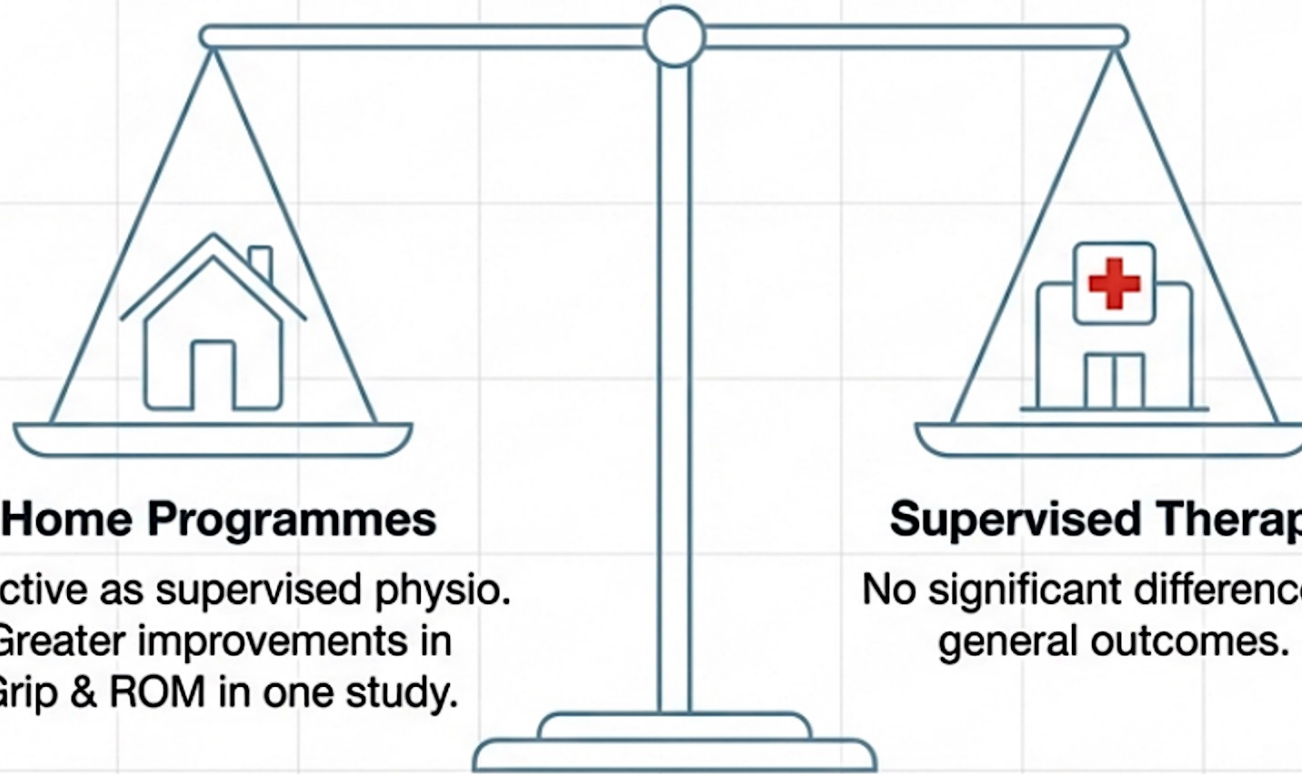 Home Programmes
ctive as supervised physio.
Greater improvements in
Grip & ROM in one study.
Supervised Therap
No significant differenc
general outcomes.